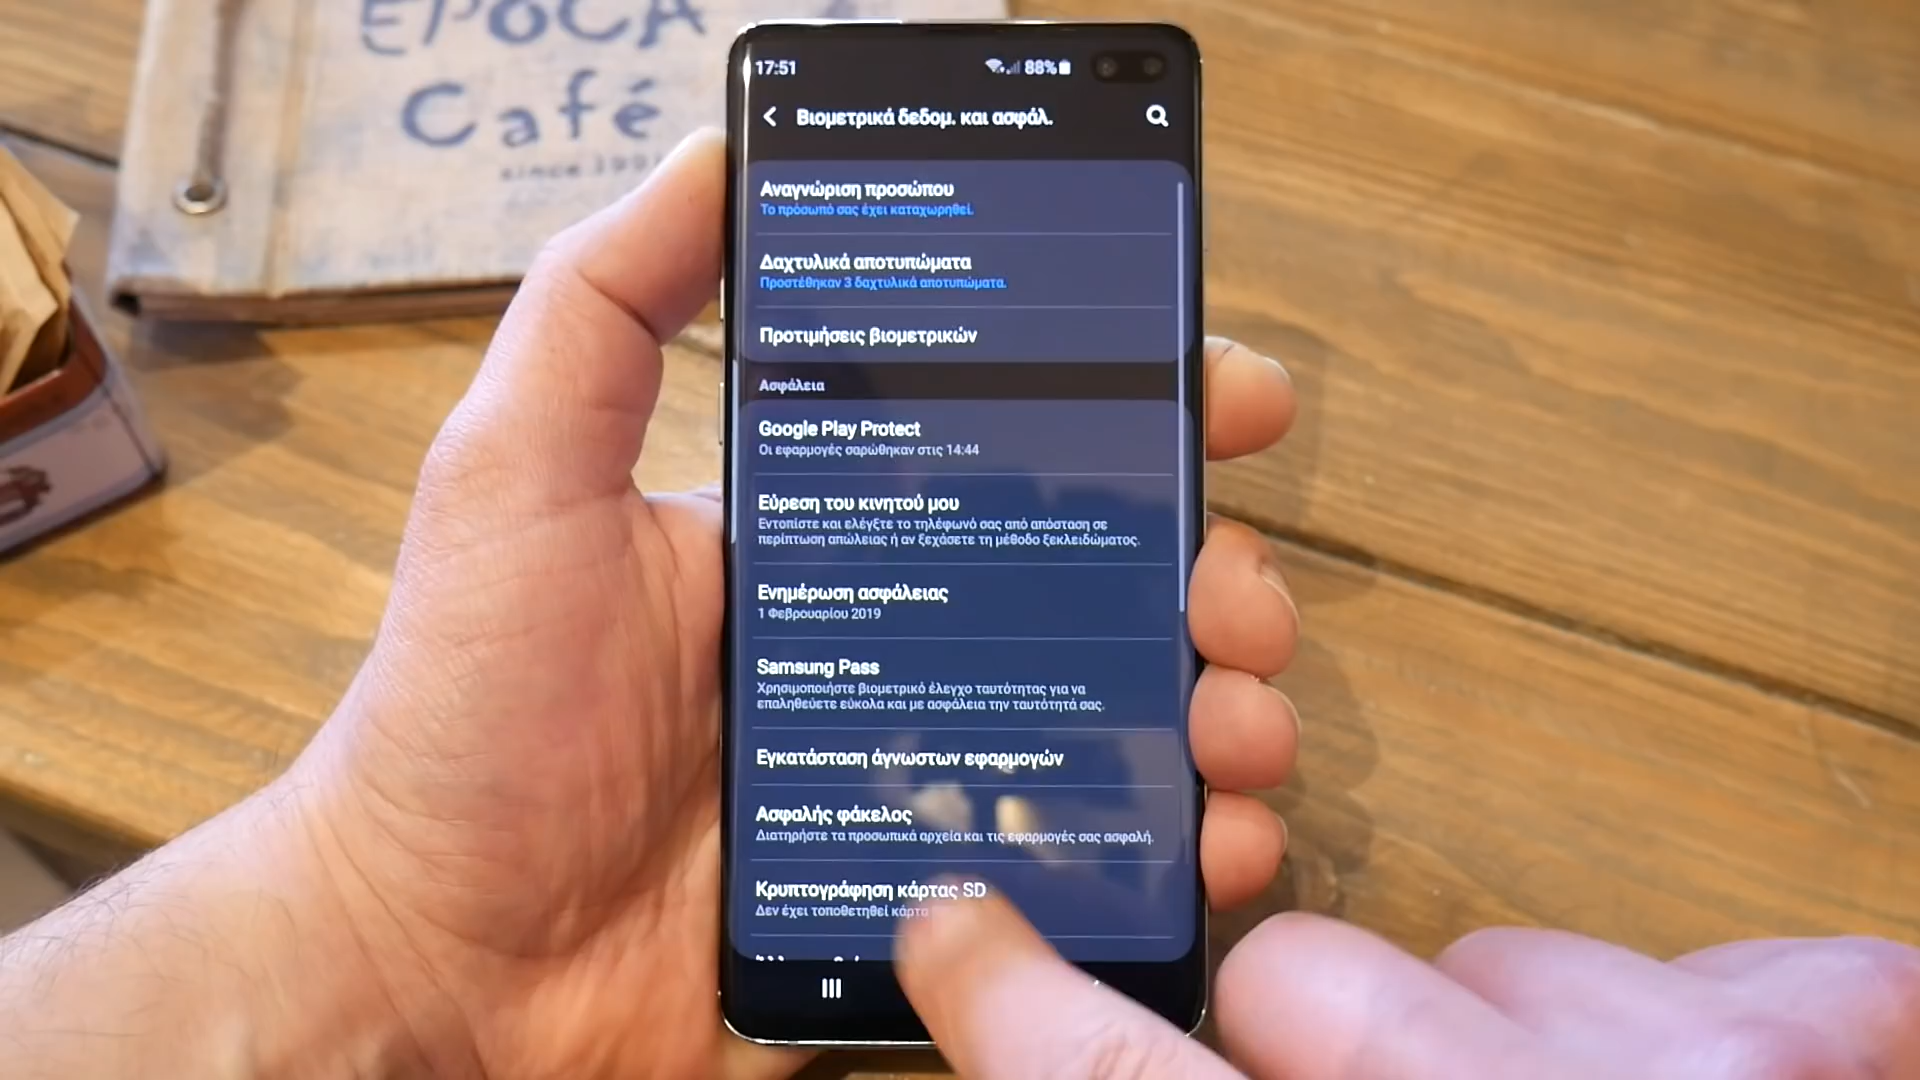 EPOCA
Café
since.199
17:51
88%
Βιομετρικά δεδομ. και ασφάλ.
Αναγνώριση προσώπου
Το πρόσωπό σας έχει καταχωρηθεί.
Δαχτυλικά αποτυπώματα
Προστέθηκαν 3 δαχτυλικά αποτυπώματα.
Προτιμήσεις βιομετρικών
Ασφάλεια
Google Play Protect
Οι εφαρμογές σαρώθηκαν στις 14:44
Εύρεση του κινητού μου
Εντοπίστε και ελέγξτε το τηλέφωνό σας από απόσταση σε
περίπτωση απώλειας ή αν ξεχάσετε τη μέθοδο ξεκλειδώματος.
Ενημέρωση ασφάλειας
1 Φεβρουαρίου 2019
Samsung Pass
Χρησιμοποιήστε βιομετρικό έλεγχο ταυτότητας για να
επαληθεύετε εύκολα και με ασφάλεια την ταυτότητά σας.
Εγκατάσταση άγνωστων εφαρμογών
Ασφαλής φάκελος
Διατηρήστε τα προσωπικά αρχεία και τις εφαρμογές σας ασφαλή.
Κρυπτογράφηση κάρτας SD
Δεν έχει τοποθετηθεί κάρτα